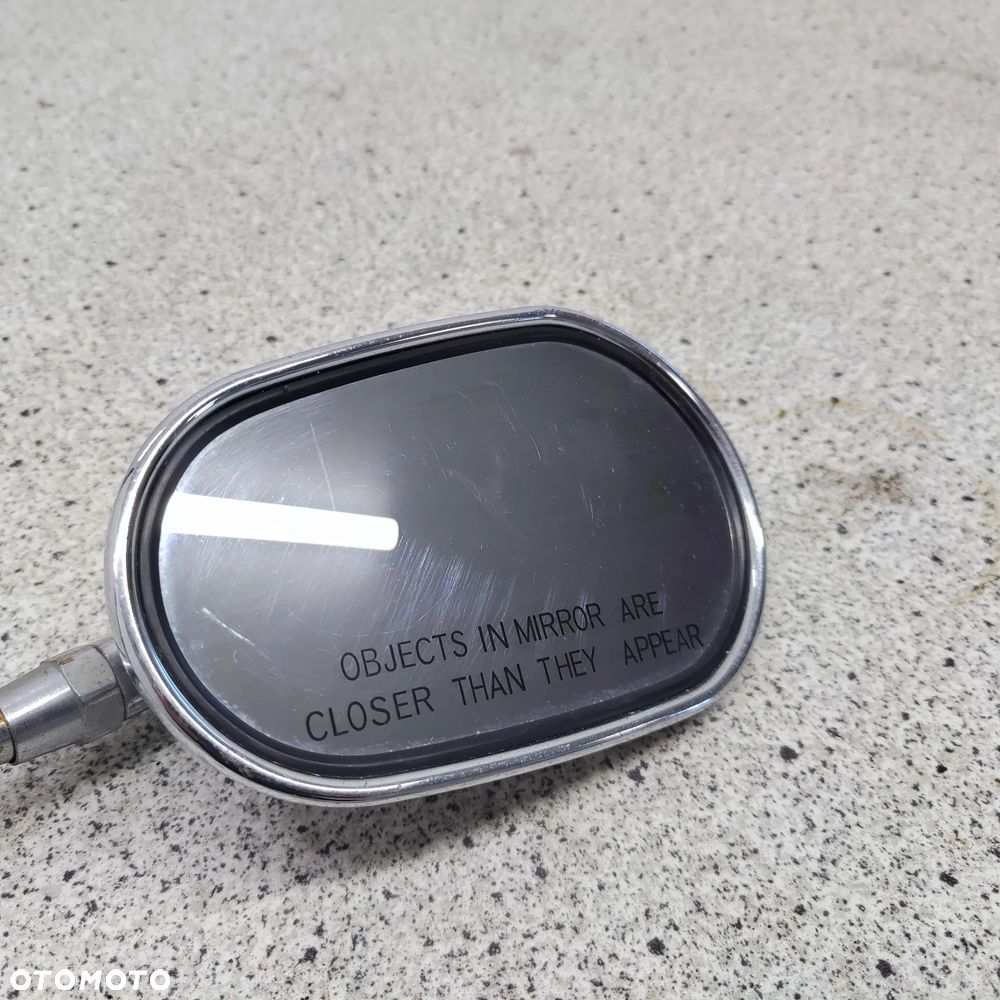 OBJECTS IN MIRROR ARE
CLOSER THAN THEY APPEAR
OTOMOTO